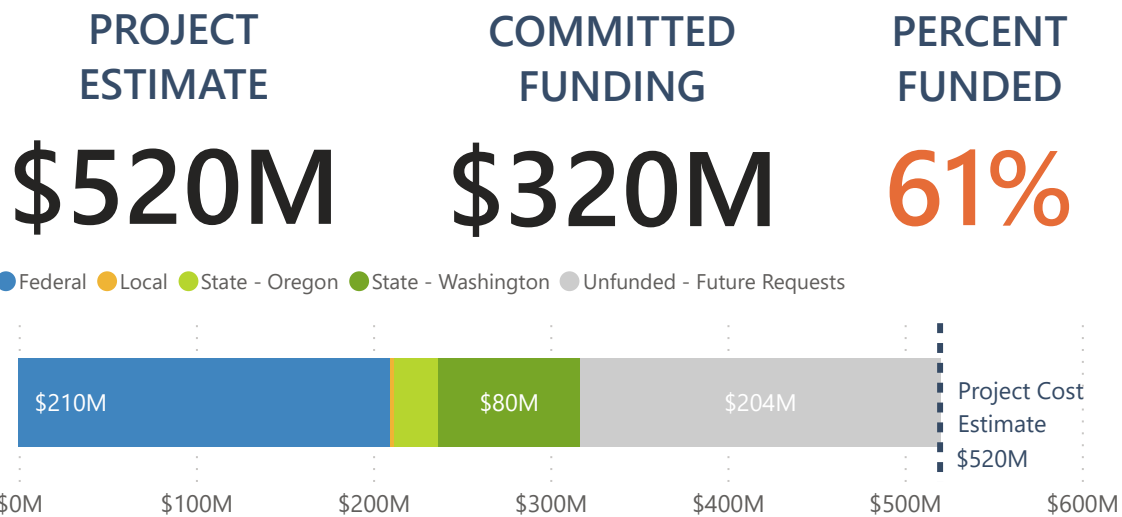 PROJECT
ESTIMATE
COMMITTED
FUNDING
PERCENT
FUNDED
$520M
$320M
61%
Federal Local State - Oregon State - Washington Unfunded - Future Requests
$210M
$80M
$204M
Project Cost
Estimate
$520M
$0M $100M $200M $300M $400M $500M $600M